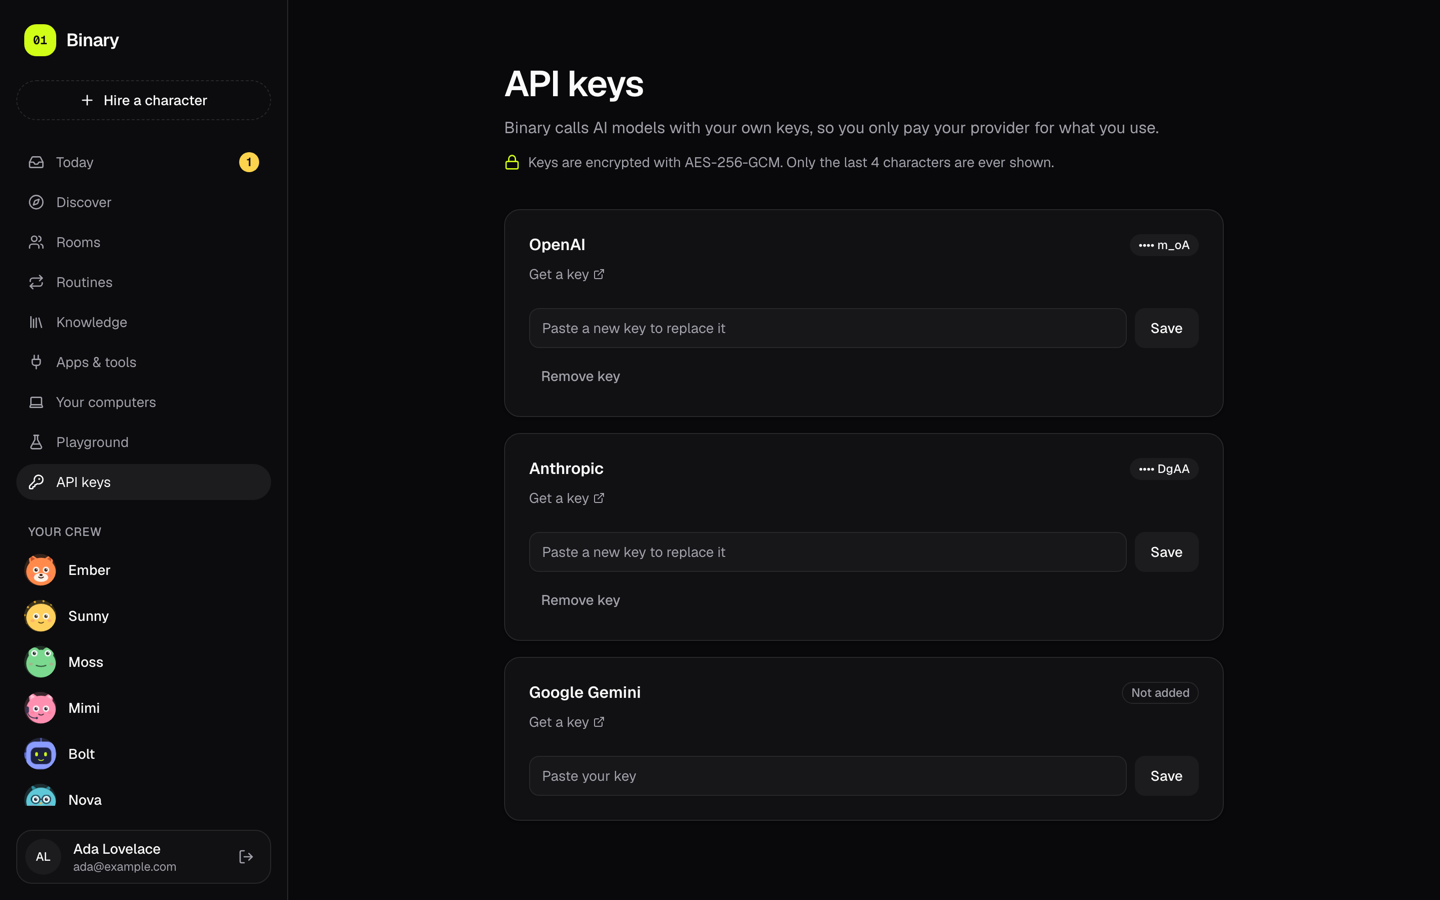 01 Binary
Hire a character
Today 1
Discover
Rooms
Routines
Knowledge
Apps & tools
Your computers
Playground
API keys
YOUR CREW
Ember
Sunny
Moss
Mimi
Bolt
Nova
AL Ada Lovelace
ada@example.com
API keys
Binary calls AI models with your own keys, so you only pay your provider for what you use.
Keys are encrypted with AES-256-GCM. Only the last 4 characters are ever shown.
OpenAI •••• m_oA
Get a key
Paste a new key to replace it Save
Remove key
Anthropic •••• DgAA
Get a key
Paste a new key to replace it Save
Remove key
Google Gemini Not added
Get a key
Paste your key Save